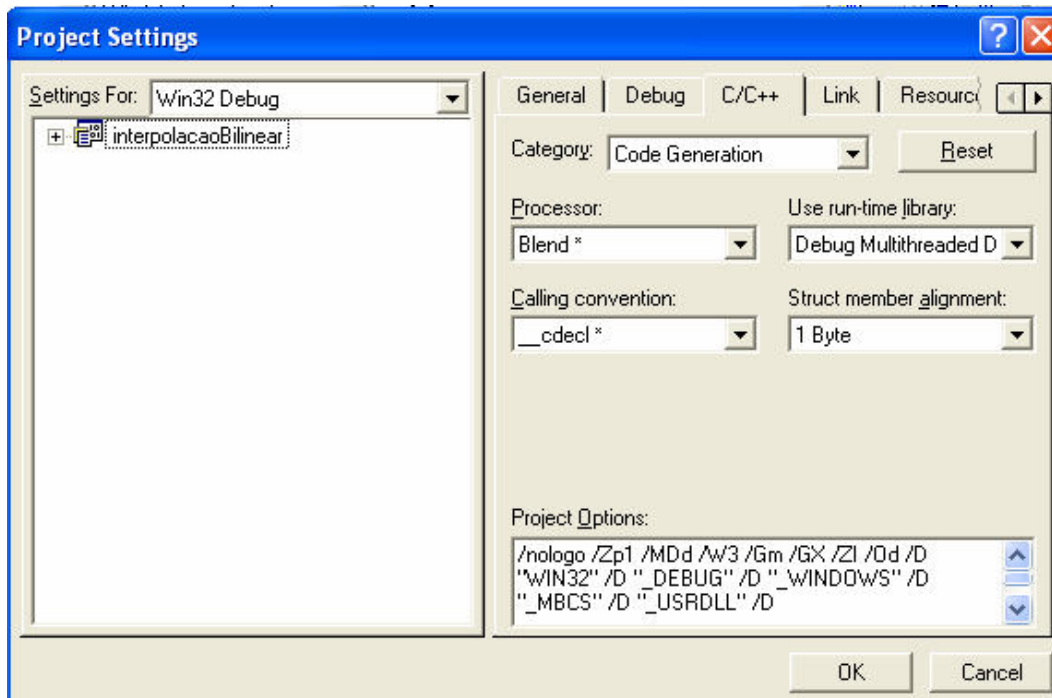 Project Settings
Settings For: Win32 Debug
interpolacaoBilinear
General Debug C/C++ Link Resourc
Category: Code Generation Reset
Processor: Use run-time library:
Blend * Debug Multithreaded D
Calling convention: Struct member alignment:
__cdecl * 1 Byte
Project Options:
/nologo /Zp1 /MDd /W3 /Gm /GX /ZI /Od /D
"WIN32" /D "_DEBUG" /D "_WINDOWS" /D
"_MBCS" /D "_USRDLL" /D
OK Cancel